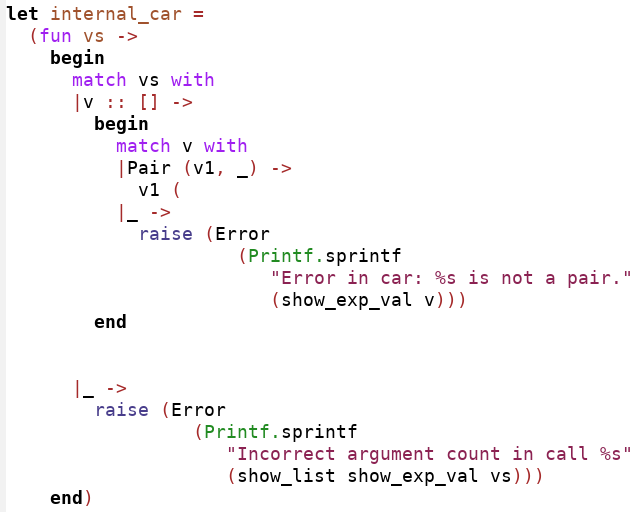 let internal_car =
  (fun vs ->
    begin
      match vs with
      |v :: [] ->
        begin
          match v with
          |Pair (v1, _) ->
            v1 (
          |_ ->
            raise (Error
                     (Printf.sprintf
                        "Error in car: %s is not a pair."
                        (show_exp_val v)))
        end
      |_ ->
        raise (Error
                 (Printf.sprintf
                    "Incorrect argument count in call %s"
                    (show_list show_exp_val vs)))
    end)